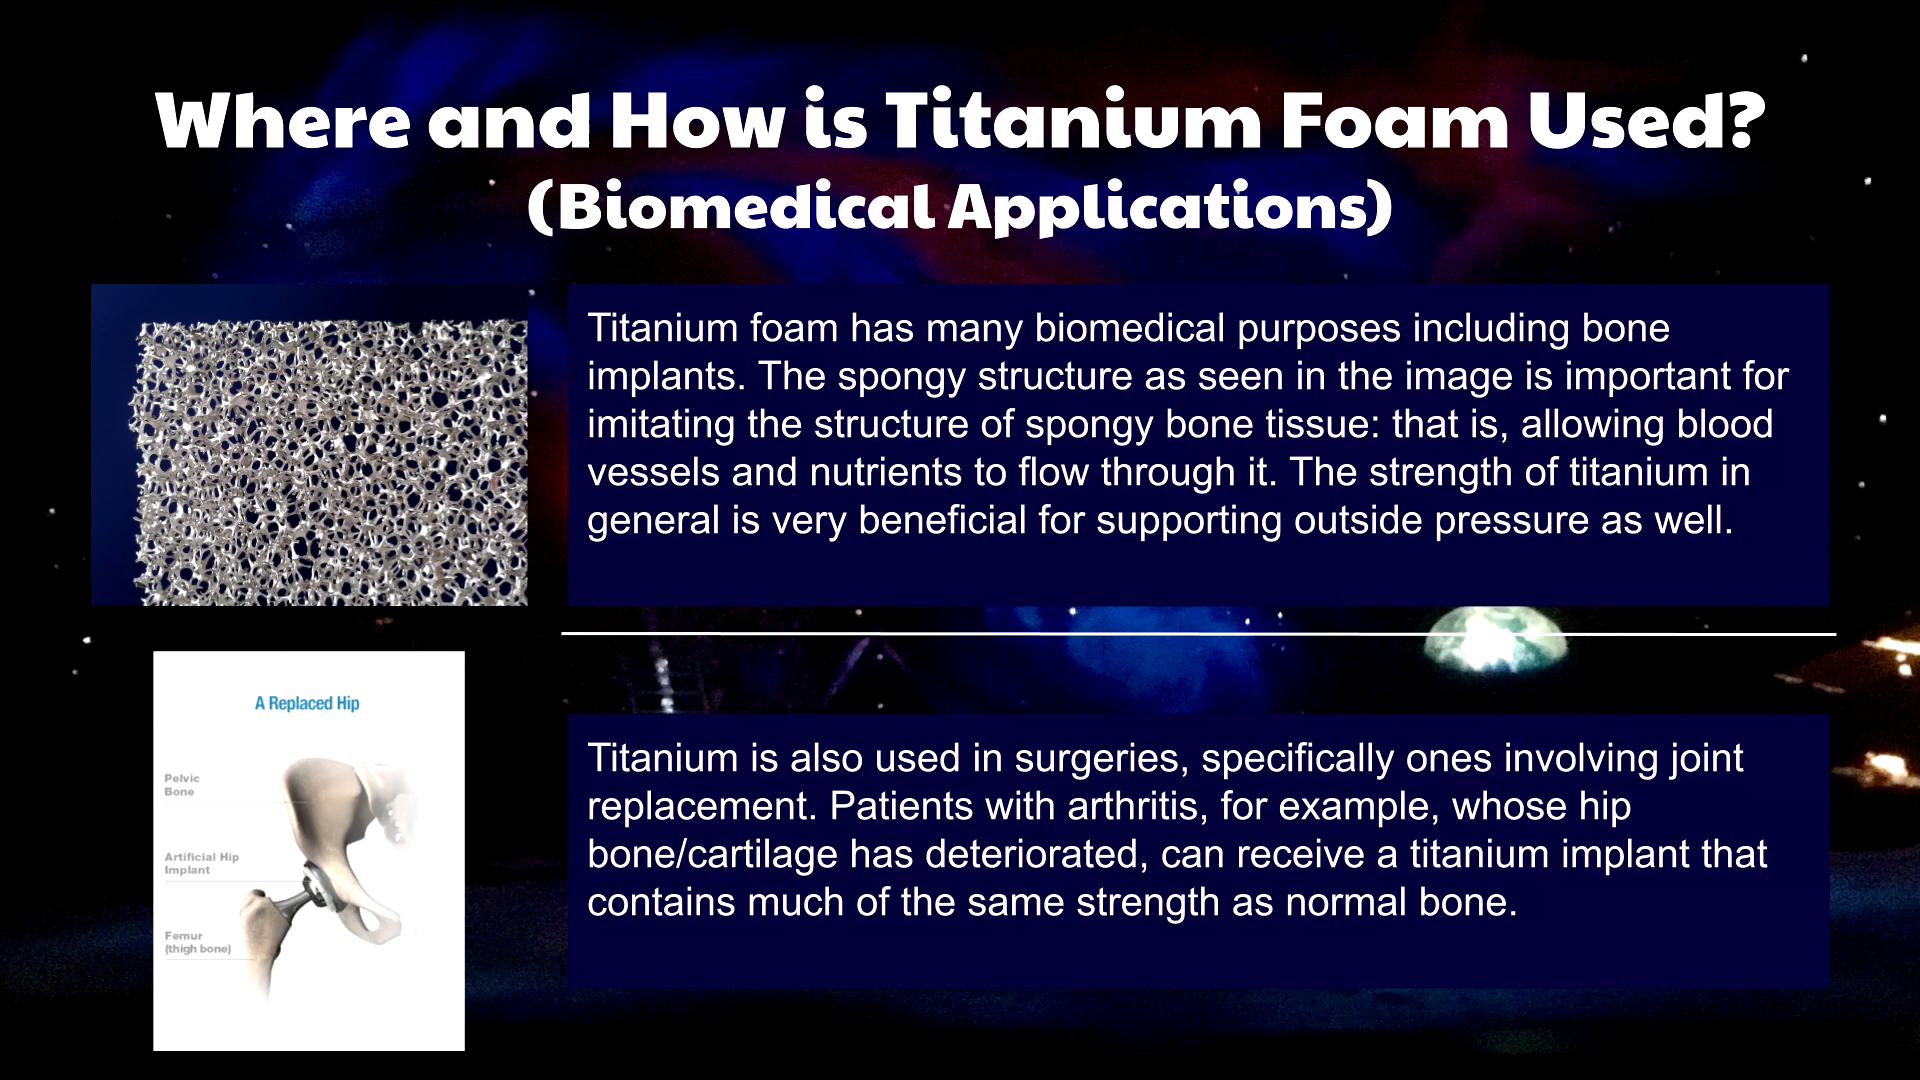 Where and How is Titanium Foam Used?
(Biomedical Applications)
Titanium foam has many biomedical purposes including bone
implants. The spongy structure as seen in the image is important for
imitating the structure of spongy bone tissue: that is, allowing blood
vessels and nutrients to flow through it. The strength of titanium in
general is very beneficial for supporting outside pressure as well.
A Replaced Hip
Pelvic
Bone
Artificial Hip
Implant
Femur
(thigh bone)
Titanium is also used in surgeries, specifically ones involving joint
replacement. Patients with arthritis, for example, whose hip
bone/cartilage has deteriorated, can receive a titanium implant that
contains much of the same strength as normal bone.